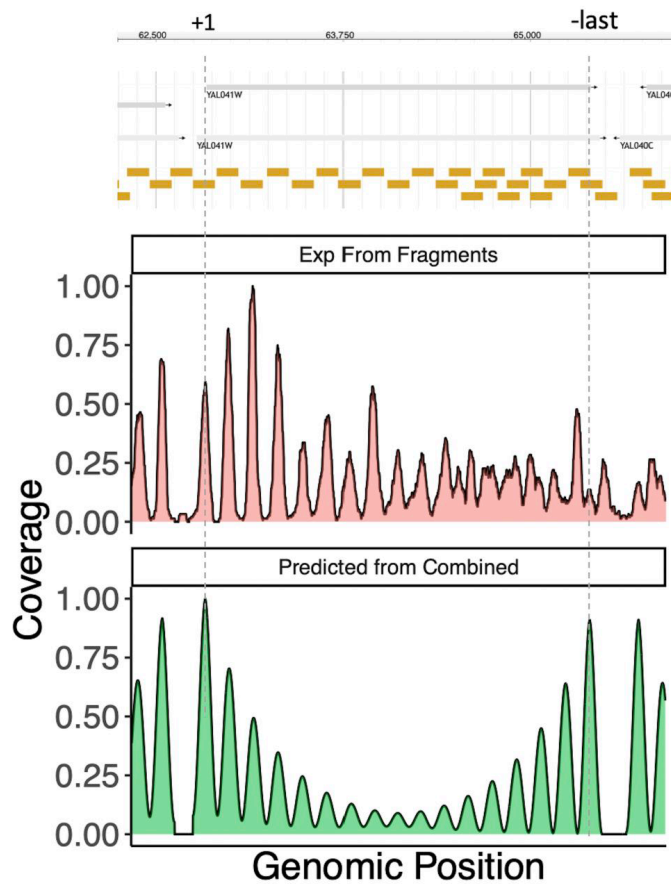 +1 -last
62,500 63,750 65,000
YAL041W YAL04
YAL041W YAL040C
Exp From Fragments
1.00
0.75
0.50
0.25
0.00
Coverage
Predicted from Combined
1.00
0.75
0.50
0.25
0.00
Genomic Position